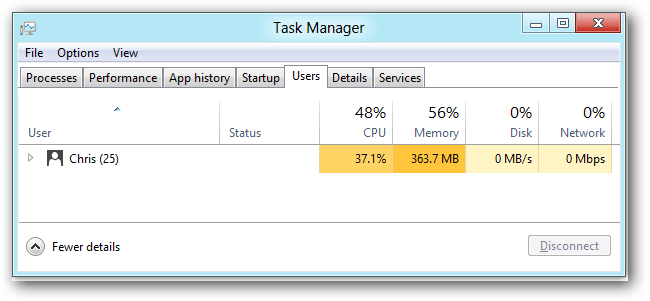 Task Manager
File Options View
Processes Performance App history Startup Users Details Services
48% 56% 0% 0%
User Status CPU Memory Disk Network
Chris (25) 37.1% 363.7 MB 0 MB/s 0 Mbps
Fewer details Disconnect